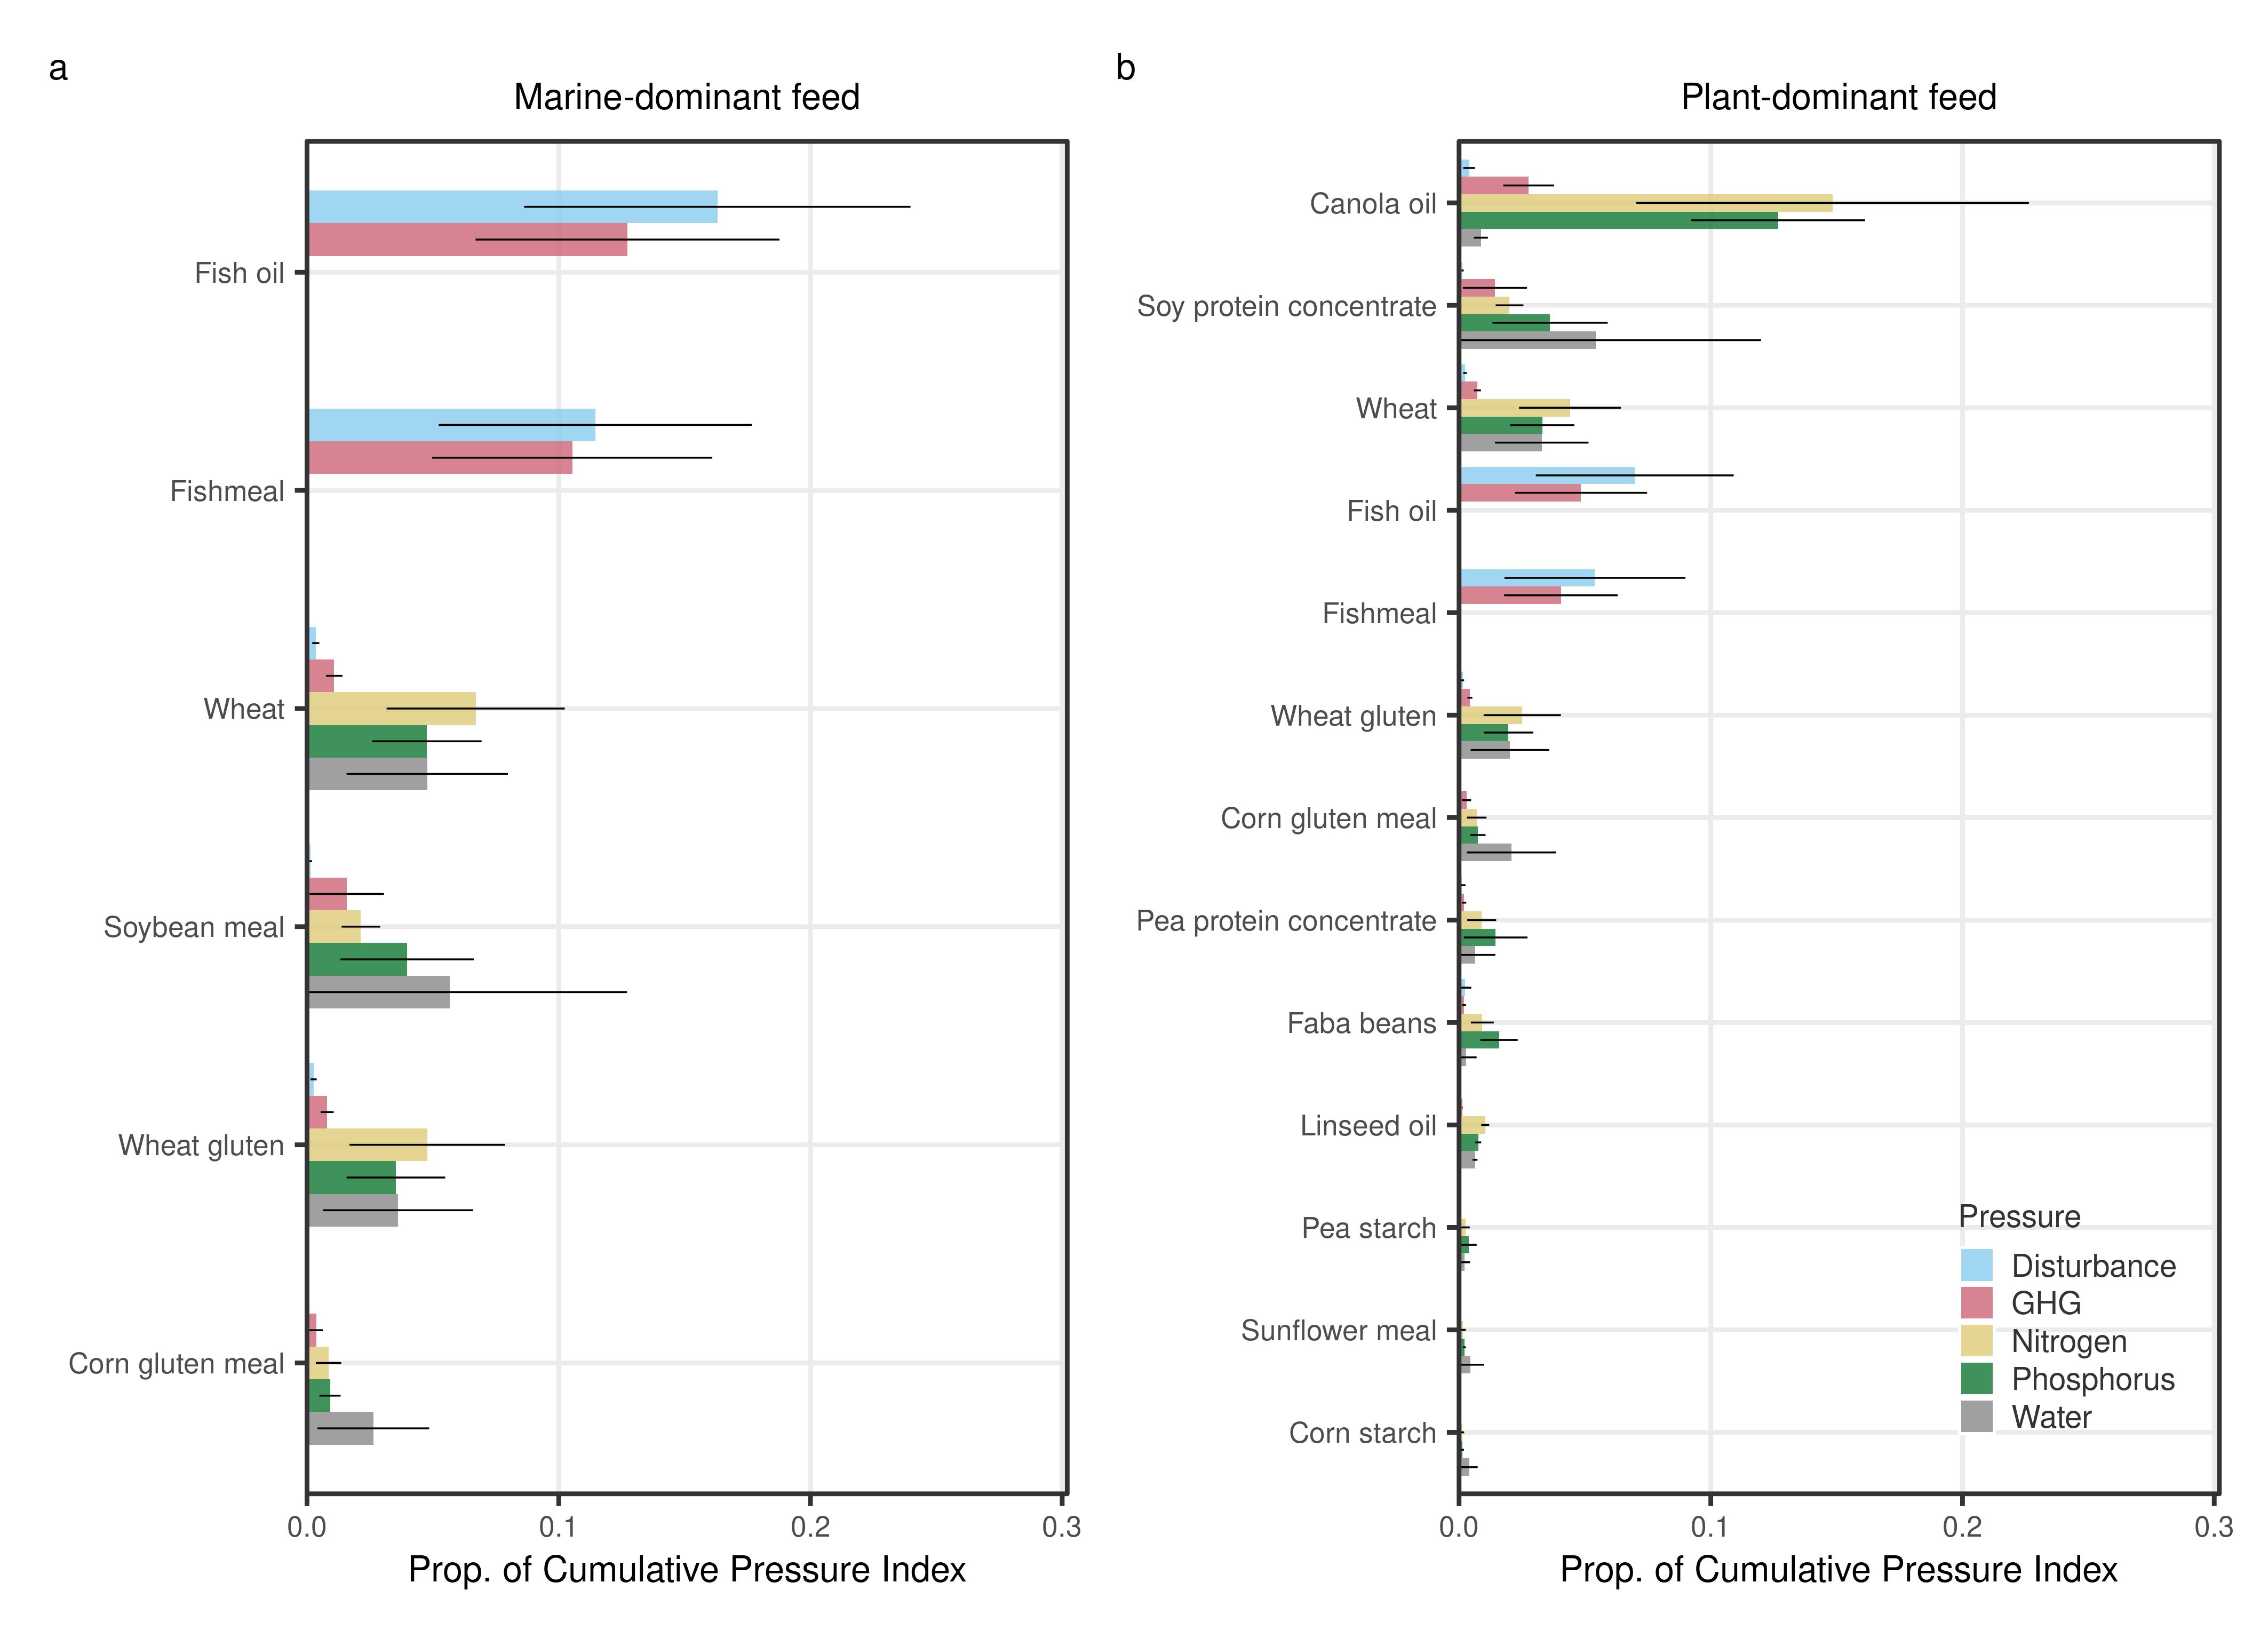 a
Marine-dominant feed
Fish oil
Fishmeal
Wheat
Soybean meal
Wheat gluten
Corn gluten meal
0.0 0.1 0.2 0.3
Prop. of Cumulative Pressure Index
b
Plant-dominant feed
Canola oil
Soy protein concentrate
Wheat
Fish oil
Fishmeal
Wheat gluten
Corn gluten meal
Pea protein concentrate
Faba beans
Linseed oil
Pea starch
Sunflower meal
Corn starch
Pressure
Disturbance
GHG
Nitrogen
Phosphorus
Water
0.0 0.1 0.2 0.3
Prop. of Cumulative Pressure Index